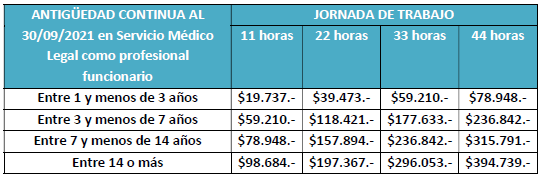 ANTIGÜEDAD CONTINUA AL
30/09/2021 en Servicio Médico
Legal como profesional
funcionario
JORNADA DE TRABAJO
11 horas 22 horas 33 horas 44 horas
Entre 1 y menos de 3 años $19.737.- $39.473.- $59.210.- $78.948.-
Entre 3 y menos de 7 años $59.210.- $118.421.- $177.633.- $236.842.-
Entre 7 y menos de 14 años $78.948.- $157.894.- $236.842.- $315.791.-
Entre 14 o más $98.684.- $197.367.- $296.053.- $394.739.-